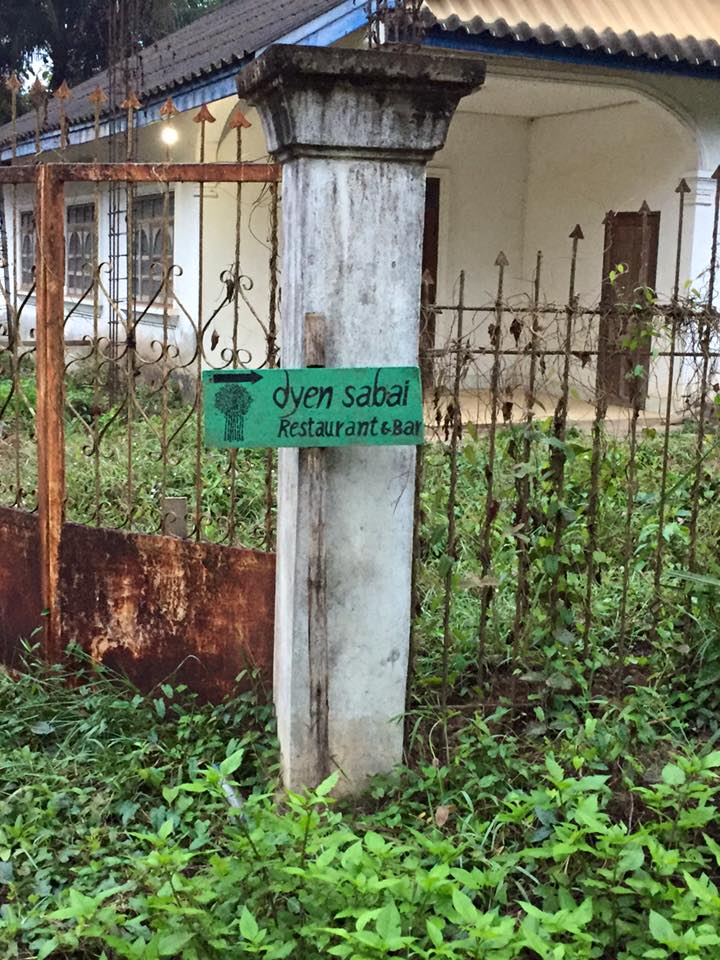 dyen sabai
Restaurant & Bar